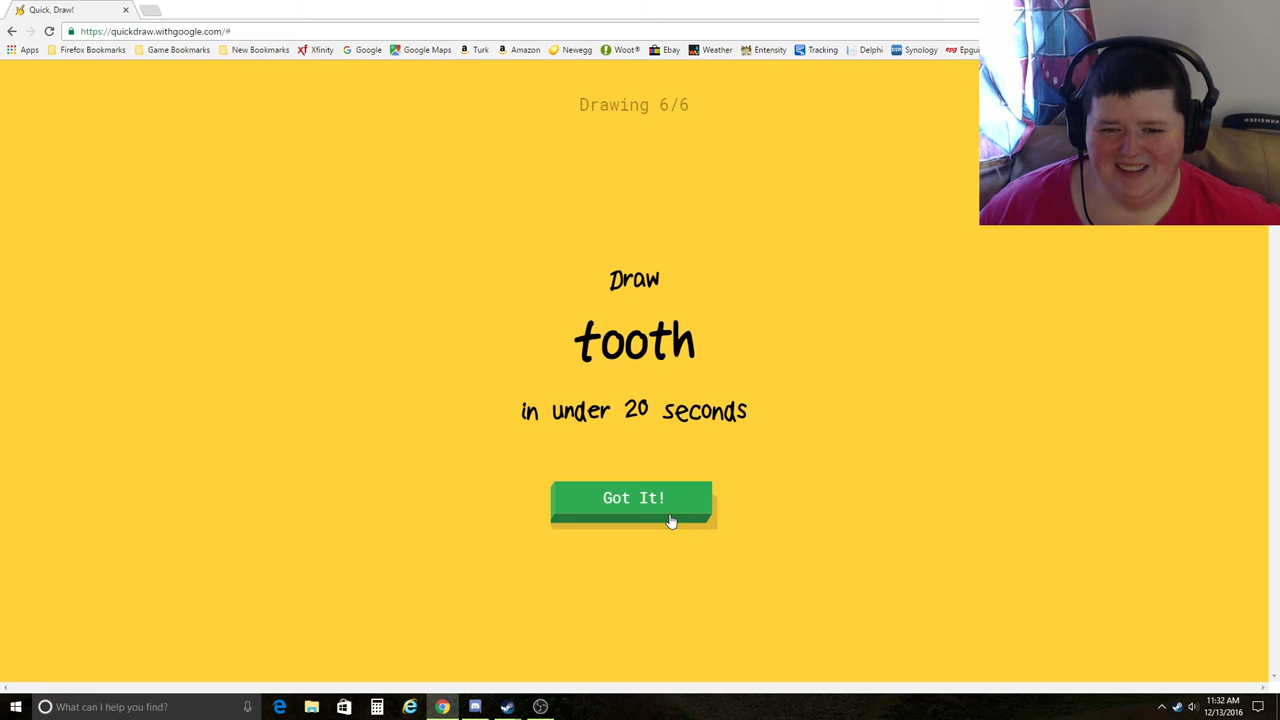 Quick, Draw!
https://quickdraw.withgoogle.com/#
Apps Firefox Bookmarks Game Bookmarks New Bookmarks Xfinity Google Google Maps Turk Amazon Newegg Woot® Ebay Weather Entensity Tracking Delphi Synology Epgui
Drawing 6/6
Draw
tooth
in under 20 seconds
Got It!
What can I help you find?
11:32 AM
12/13/2016